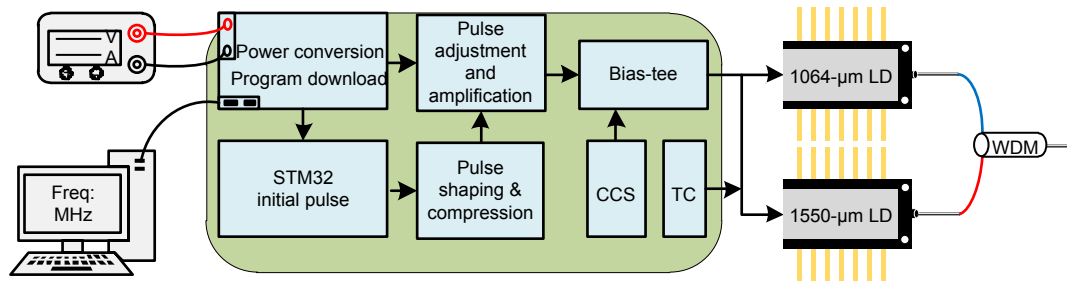 V
A
Power conversion
Program download
Pulse
adjustment
and
amplification
Bias-tee
1064-μm LD
WDM
STM32
initial pulse
Pulse
shaping &
compression
CCS
TC
1550-μm LD
Freq:
MHz